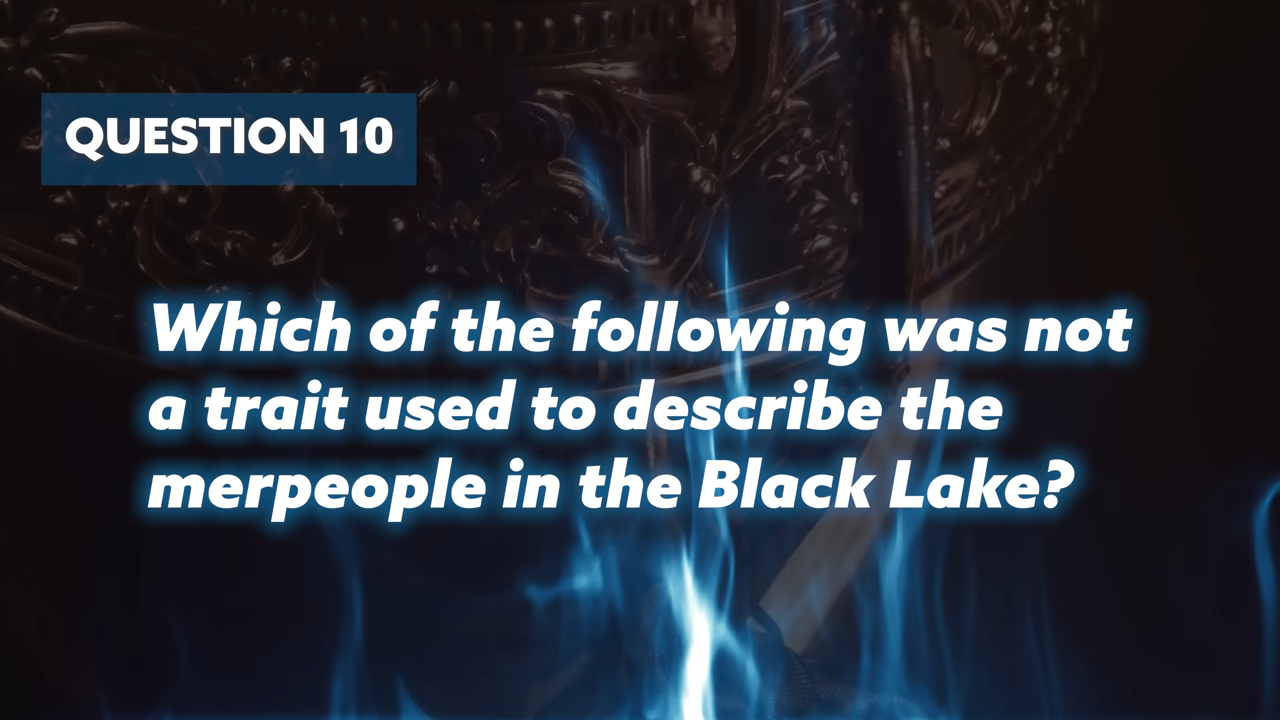 QUESTION 10
Which of the following was not
a trait used to describe the
merpeople in the Black Lake?